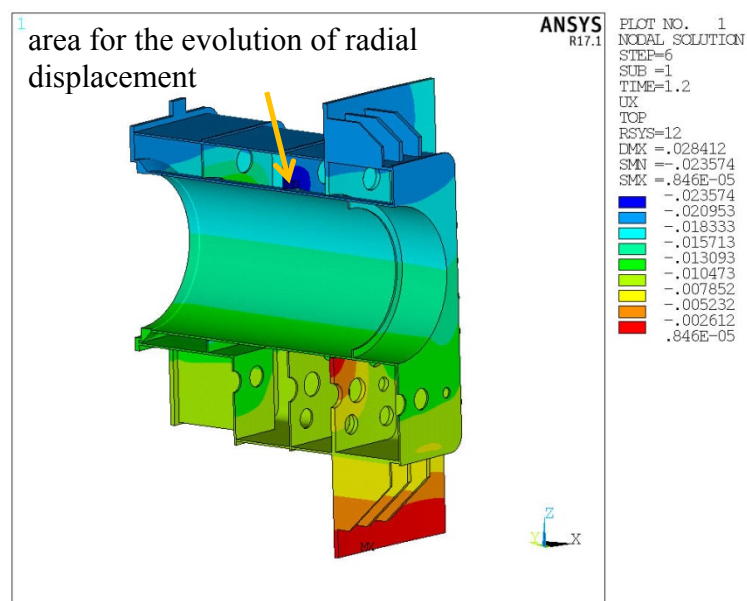 1
area for the evolution of radial
displacement
ANSYS
R17.1
PLOT NO. 1
NODAL SOLUTION
STEP=6
SUB =1
TIME=1.2
UX
TOP
RSYS=12
DMX =.028412
SMN =-.023574
SMX =.846E-05
-.023574
-.020953
-.018333
-.015713
-.013093
-.010473
-.007852
-.005232
-.002612
.846E-05
MX
Z
Y
X